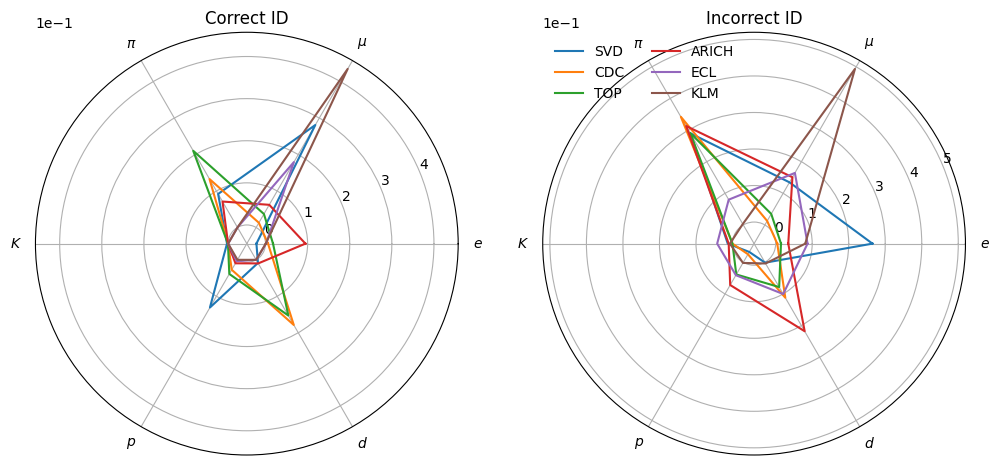 Correct ID
1e−1
π
μ
4
3
2
1
0
K
e
p
d
Incorrect ID
1e−1
SVD
CDC
TOP
ARICH
ECL
KLM
π
μ
5
4
3
2
1
0
K
e
p
d